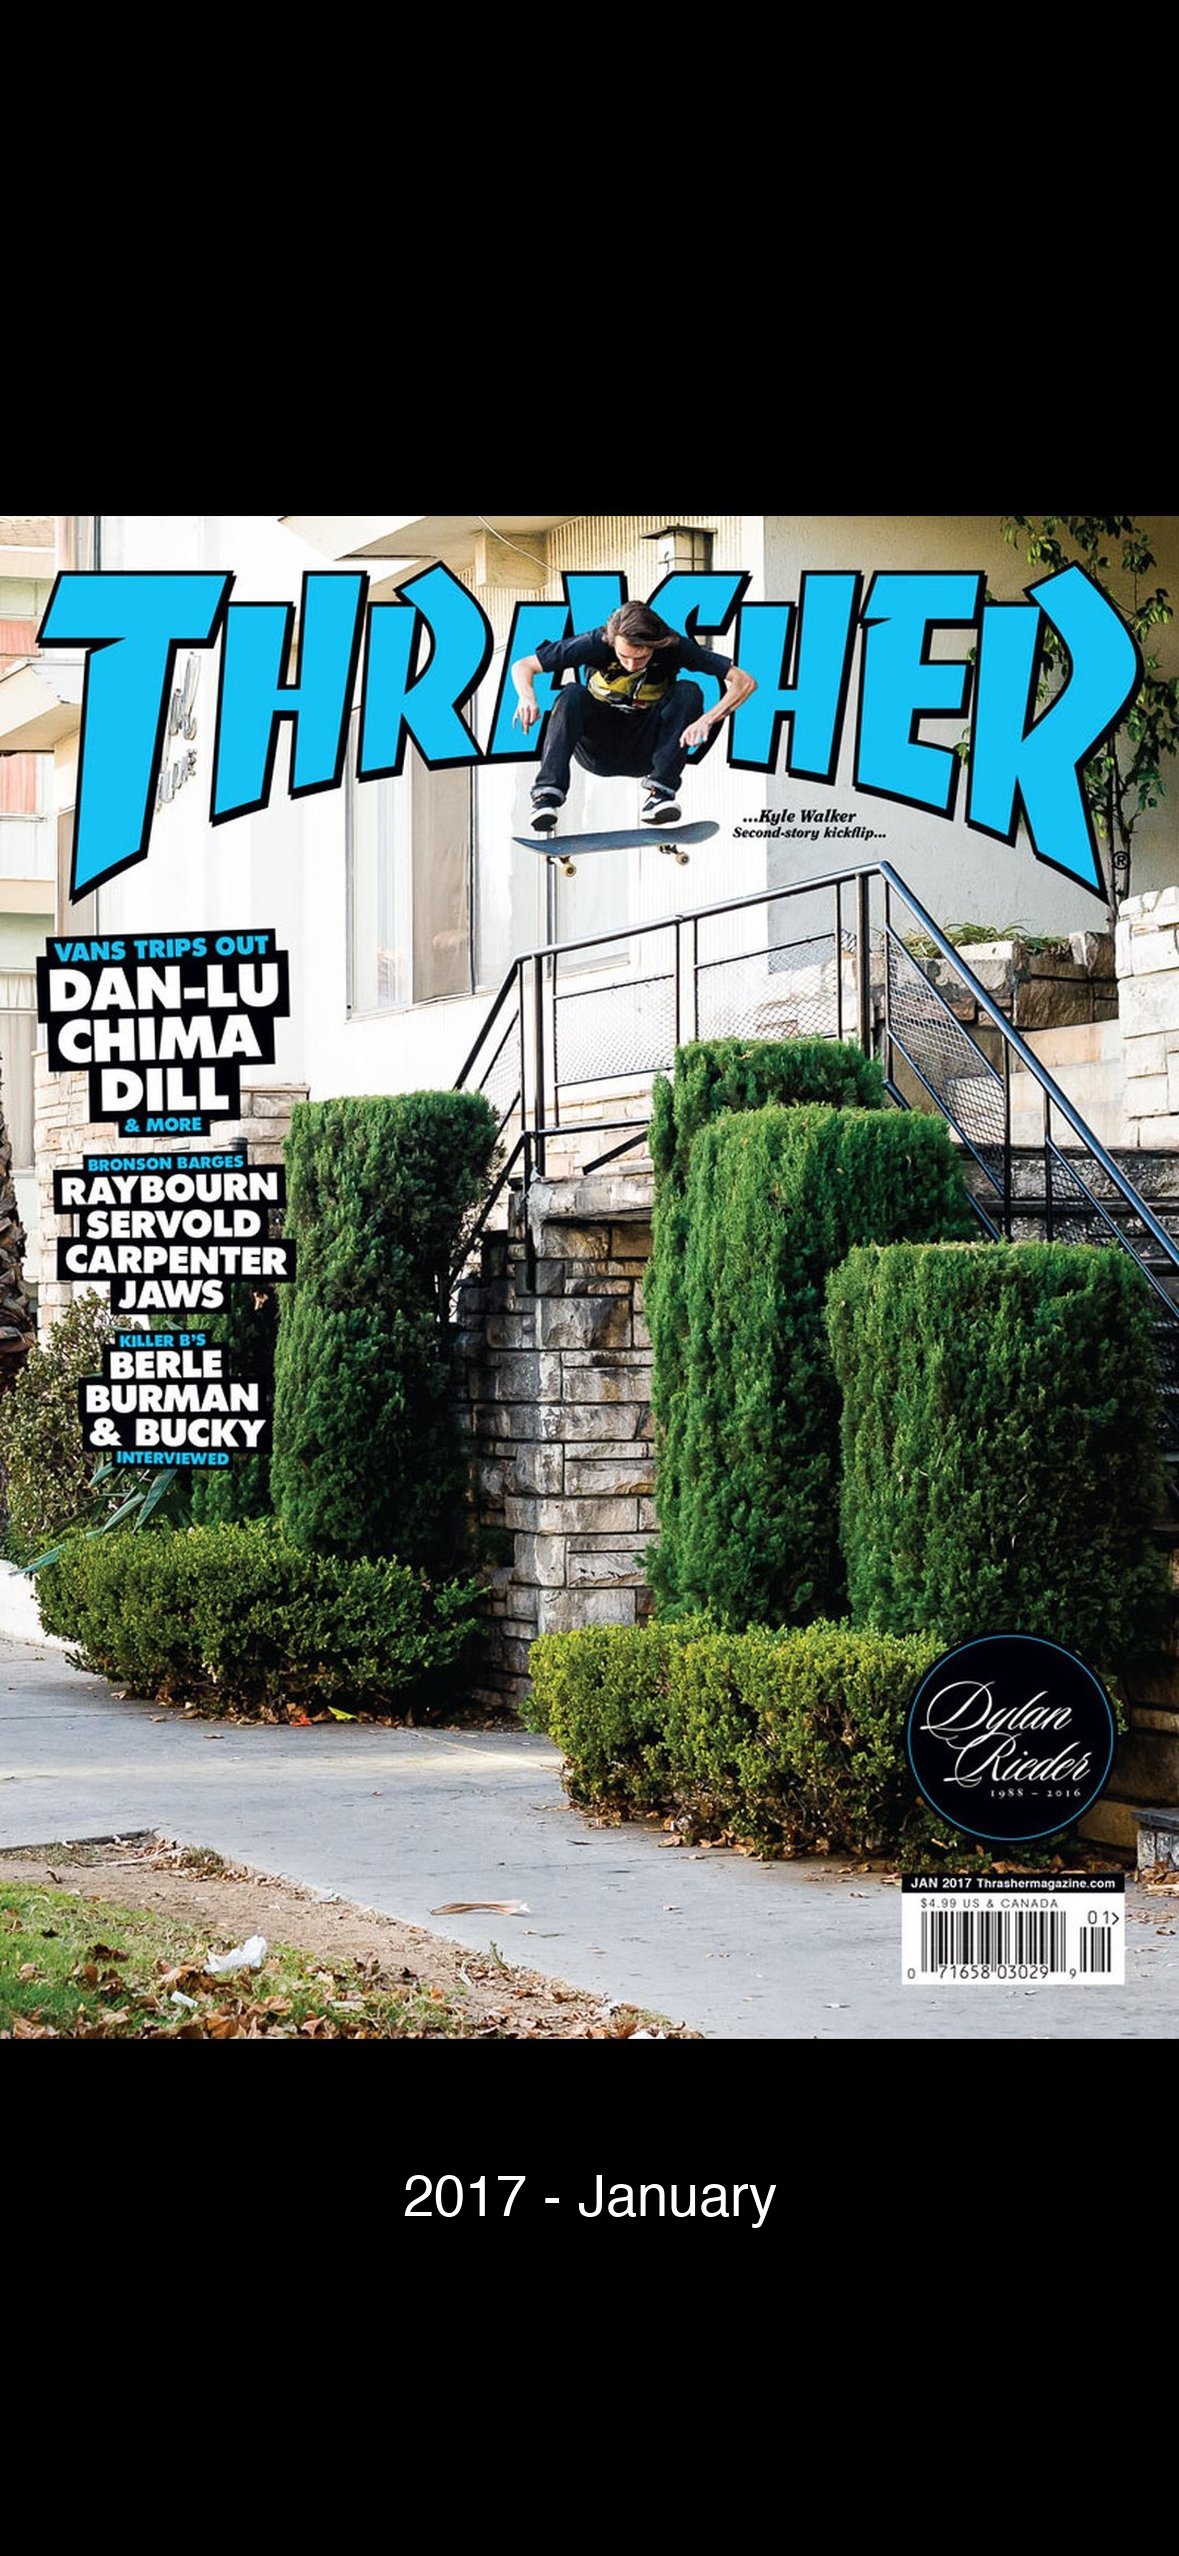 THRASHER
®
...Kyle Walker
Second-story kickflip...
VANS TRIPS OUT
DAN-LU
CHIMA
DILL
& MORE
BRONSON BARGES
RAYBOURN
SERVOLD
CARPENTER
JAWS
KILLER B'S
BERLE
BURMAN
& BUCKY
INTERVIEWED
Dylan
Rieder
1988 – 2016
JAN 2017 Thrashermagazine.com
$4.99 US & CANADA
01>
0 71658 03029 9
2017 - January